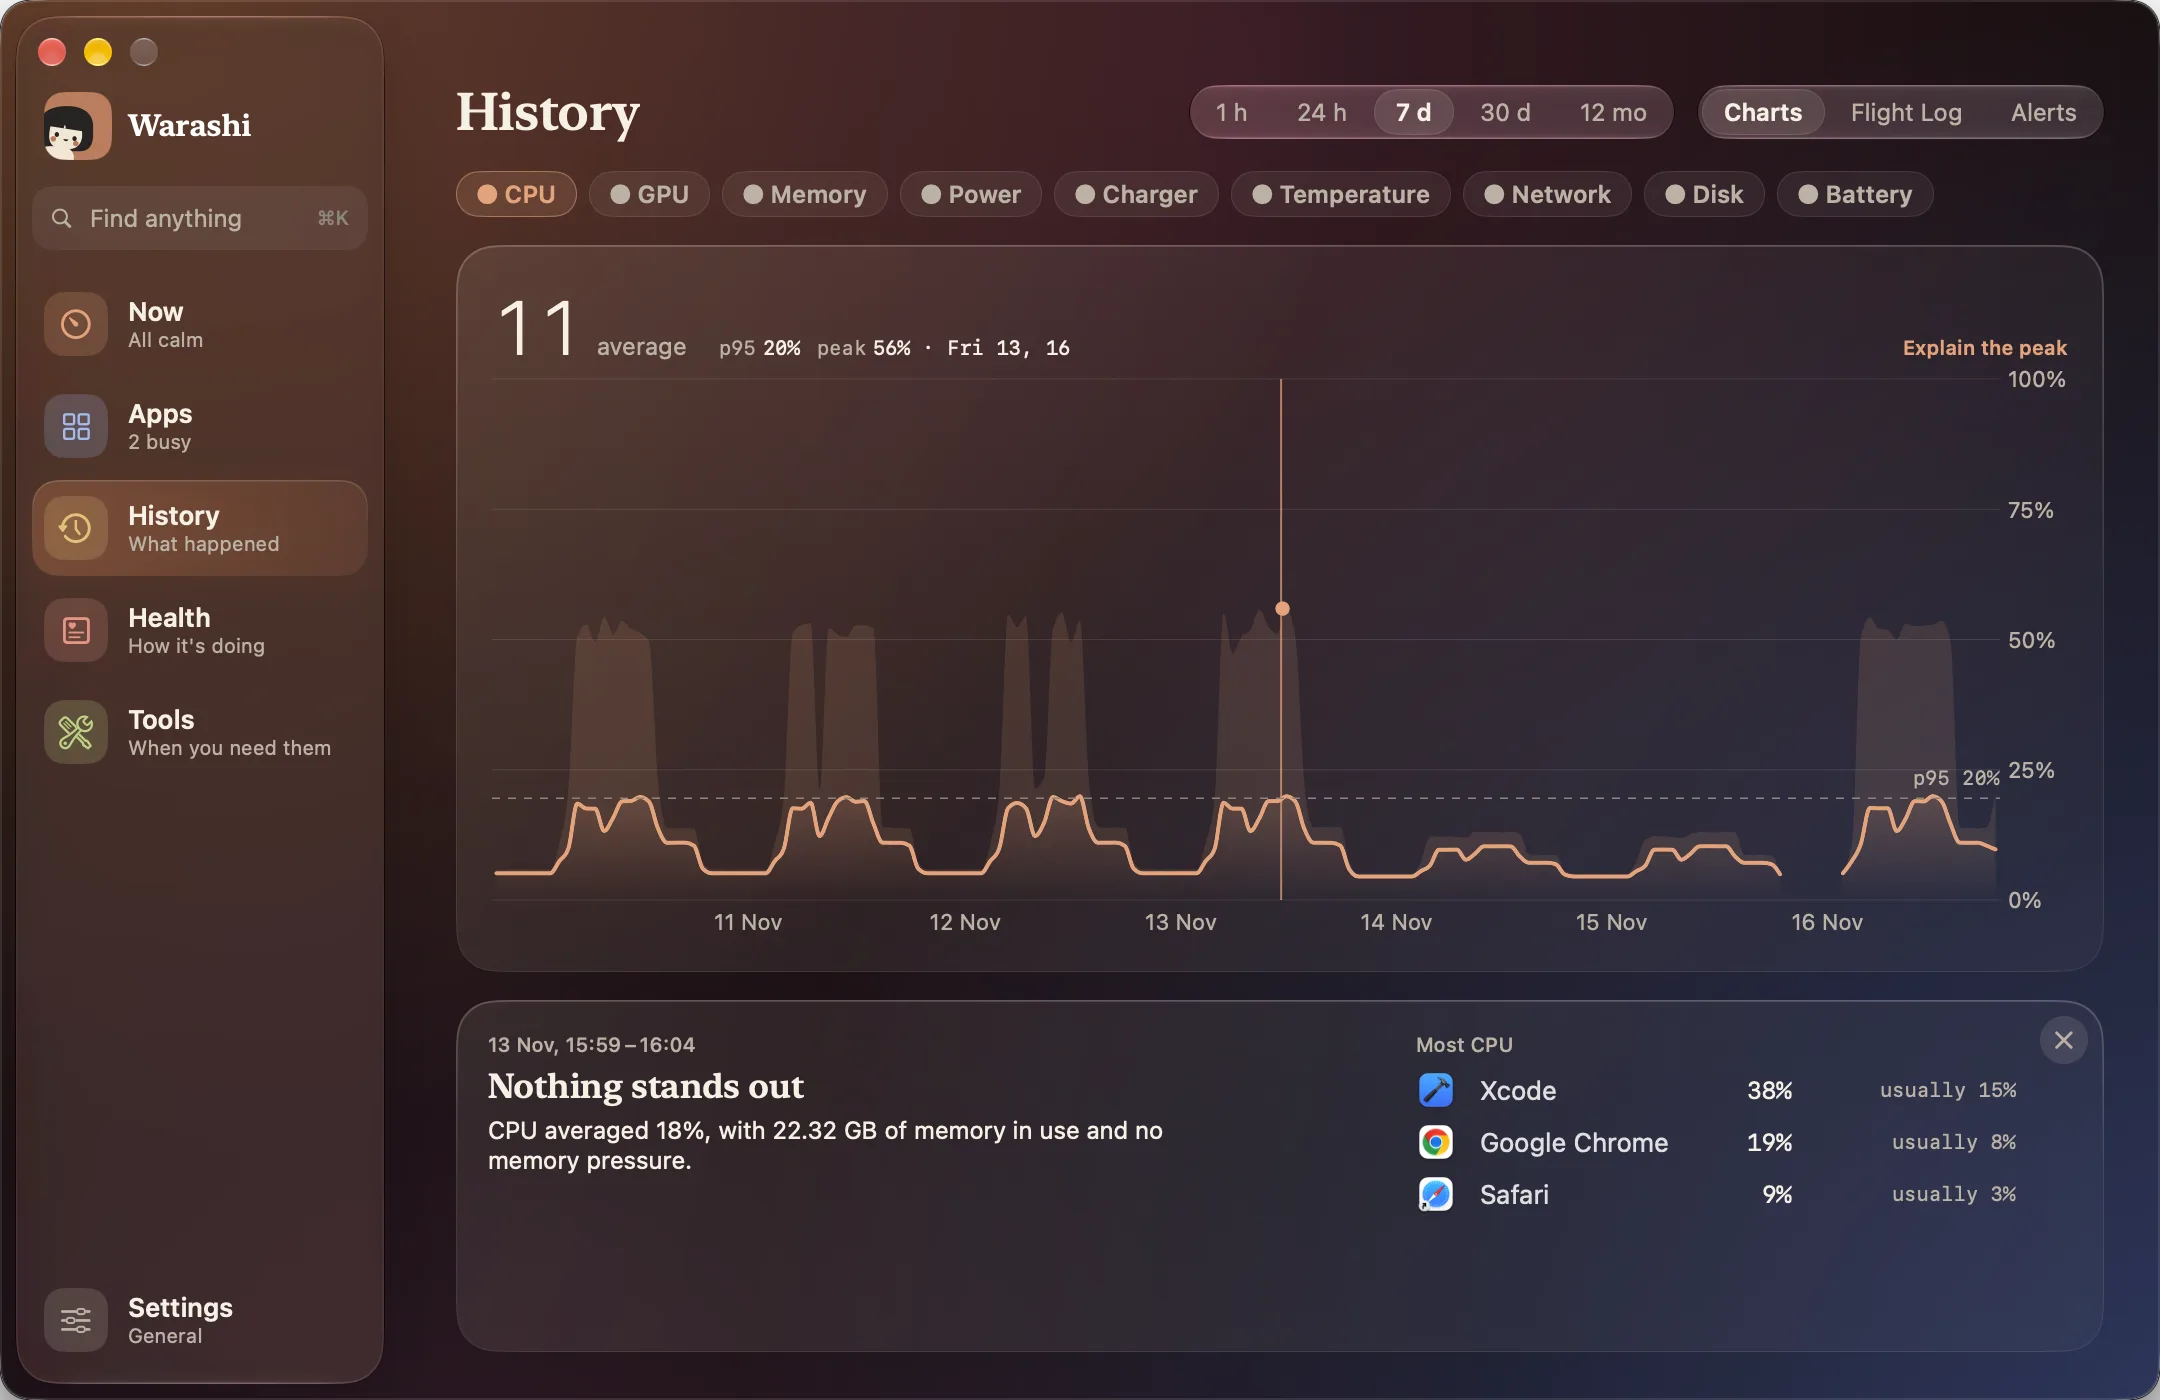 Warashi
Find anything ⌘K
Now
All calm
Apps
2 busy
History
What happened
Health
How it's doing
Tools
When you need them
Settings
General
History
1 h 24 h 7 d 30 d 12 mo
Charts Flight Log Alerts
CPU GPU Memory Power Charger Temperature Network Disk Battery
11 average p95 20% peak 56% · Fri 13, 16
Explain the peak
100%
75%
50%
p95 20%
25%
0%
11 Nov 12 Nov 13 Nov 14 Nov 15 Nov 16 Nov
13 Nov, 15:59–16:04
Nothing stands out
CPU averaged 18%, with 22.32 GB of memory in use and no
memory pressure.
Most CPU
Xcode 38% usually 15%
Google Chrome 19% usually 8%
Safari 9% usually 3%